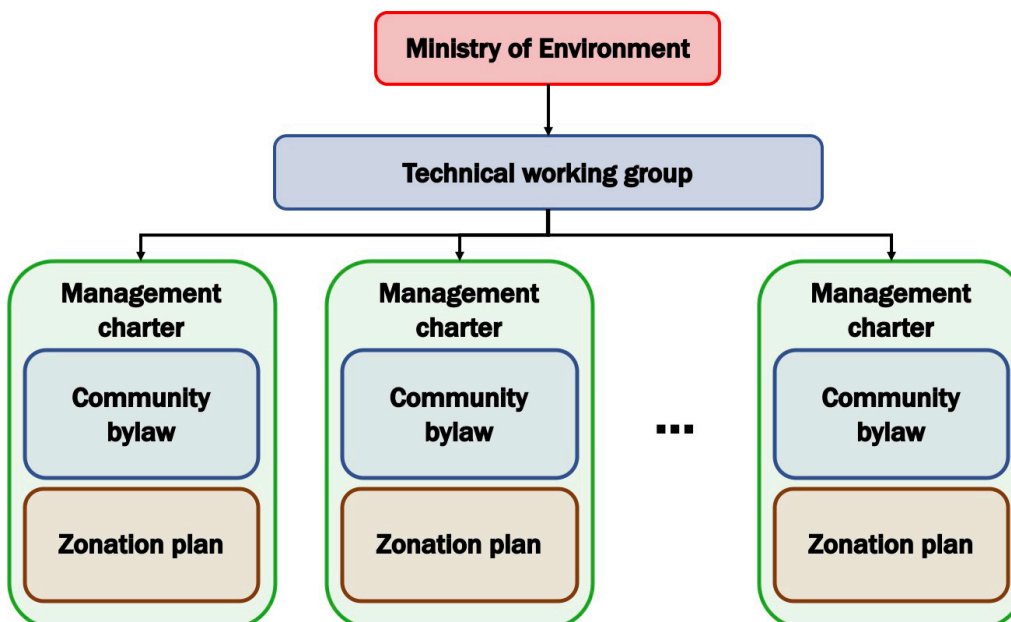 Ministry of Environment
Technical working group
Management
charter
Community
bylaw
Zonation plan
Management
charter
Community
bylaw
Zonation plan
...
Management
charter
Community
bylaw
Zonation plan